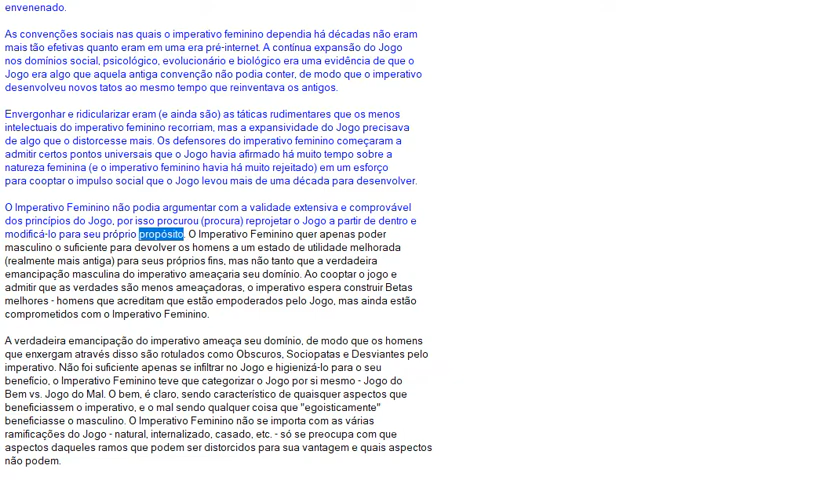 envenenado.
As convenções sociais nas quais o imperativo feminino dependia há décadas não eram
mais tão efetivas quanto eram em uma era pré-internet. A contínua expansão do Jogo
nos domínios social, psicológico, evolucionário e biológico era uma evidência de que o
Jogo era algo que aquela antiga convenção não podia conter, de modo que o imperativo
desenvolveu novos tatos ao mesmo tempo que reinventava os antigos.
Envergonhar e ridicularizar eram (e ainda são) as táticas rudimentares que os menos
intelectuais do imperativo feminino recorriam, mas a expansividade do Jogo precisava
de algo que o distorcesse mais. Os defensores do imperativo feminino começaram a
admitir certos pontos universais que o Jogo havia afirmado há muito tempo sobre a
natureza feminina (e o imperativo feminino havia há muito rejeitado) em um esforço
para cooptar o impulso social que o Jogo levou mais de uma década para desenvolver.
O Imperativo Feminino não podia argumentar com a validade extensiva e comprovável
dos princípios do Jogo, por isso procurou (procura) reprojetar o Jogo a partir de dentro e
modificá-lo para seu próprio propósito. O Imperativo Feminino quer apenas poder
masculino o suficiente para devolver os homens a um estado de utilidade melhorada
(realmente mais antiga) para seus próprios fins, mas não tanto que a verdadeira
emancipação masculina do imperativo ameaçaria seu domínio. Ao cooptar o jogo e
admitir que as verdades são menos ameaçadoras, o imperativo espera construir Betas
melhores - homens que acreditam que estão empoderados pelo Jogo, mas ainda estão
comprometidos com o Imperativo Feminino.
A verdadeira emancipação do imperativo ameaça seu domínio, de modo que os homens
que enxergam através disso são rotulados como Obscuros, Sociopatas e Desviantes pelo
imperativo. Não foi suficiente apenas se infiltrar no Jogo e higienizá-lo para o seu
benefício, o Imperativo Feminino teve que categorizar o Jogo por si mesmo - Jogo do
Bem vs. Jogo do Mal. O bem, é claro, sendo característico de quaisquer aspectos que
beneficiassem o imperativo, e o mal sendo qualquer coisa que "egoisticamente"
beneficiasse o masculino. O Imperativo Feminino não se importa com as várias
ramificações do Jogo - natural, internalizado, casado, etc. - só se preocupa com que
aspectos daqueles ramos que podem ser distorcidos para sua vantagem e quais aspectos
não podem.